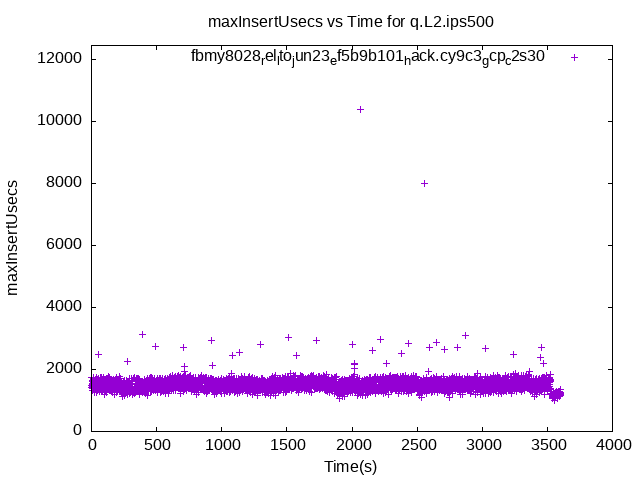 maxInsertUsecs vs Time for q.L2.ips500
fbmy8028relltojun23ef5b9b101hack.cy9c3gcpc2s30
12000
10000
8000
6000
4000
2000
0
maxInsertUsecs
0 500 1000 1500 2000 2500 3000 3500 4000
Time(s)